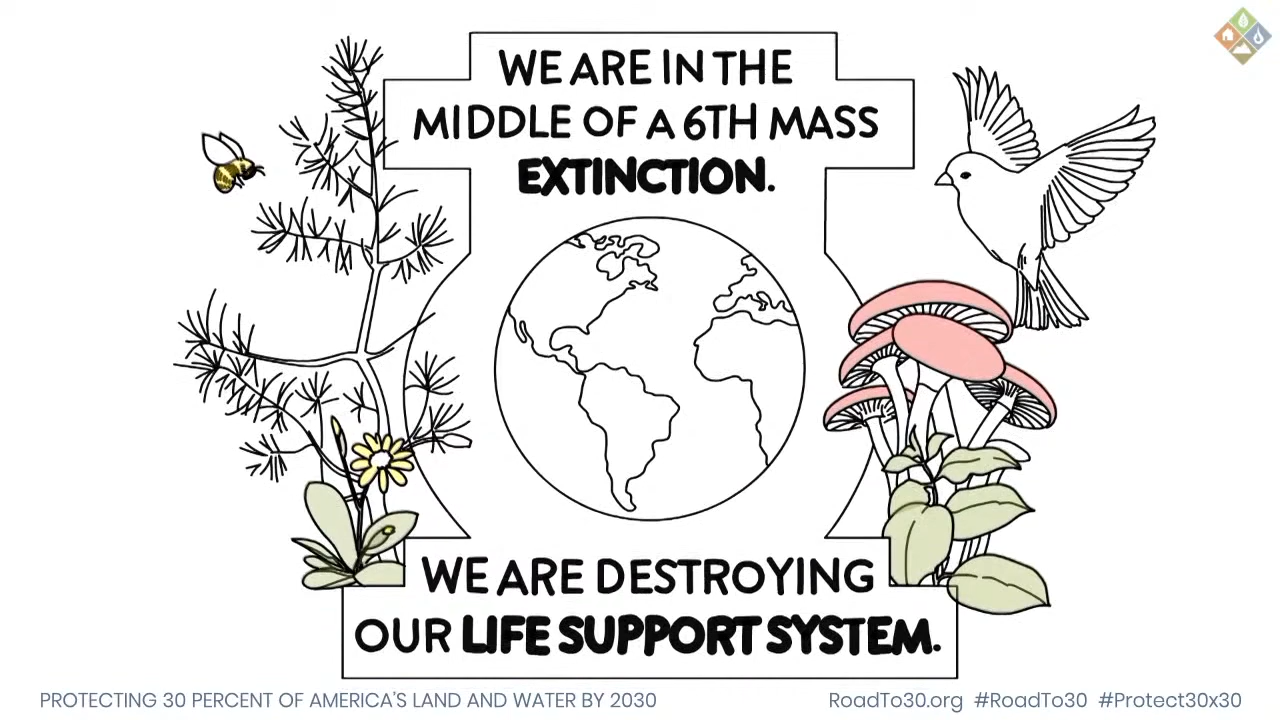 WE ARE IN THE
MIDDLE OF A 6TH MASS
EXTINCTION.
WE ARE DESTROYING
OUR LIFE SUPPORT SYSTEM.
PROTECTING 30 PERCENT OF AMERICA'S LAND AND WATER BY 2030
RoadTo30.org #RoadTo30 #Protect30x30